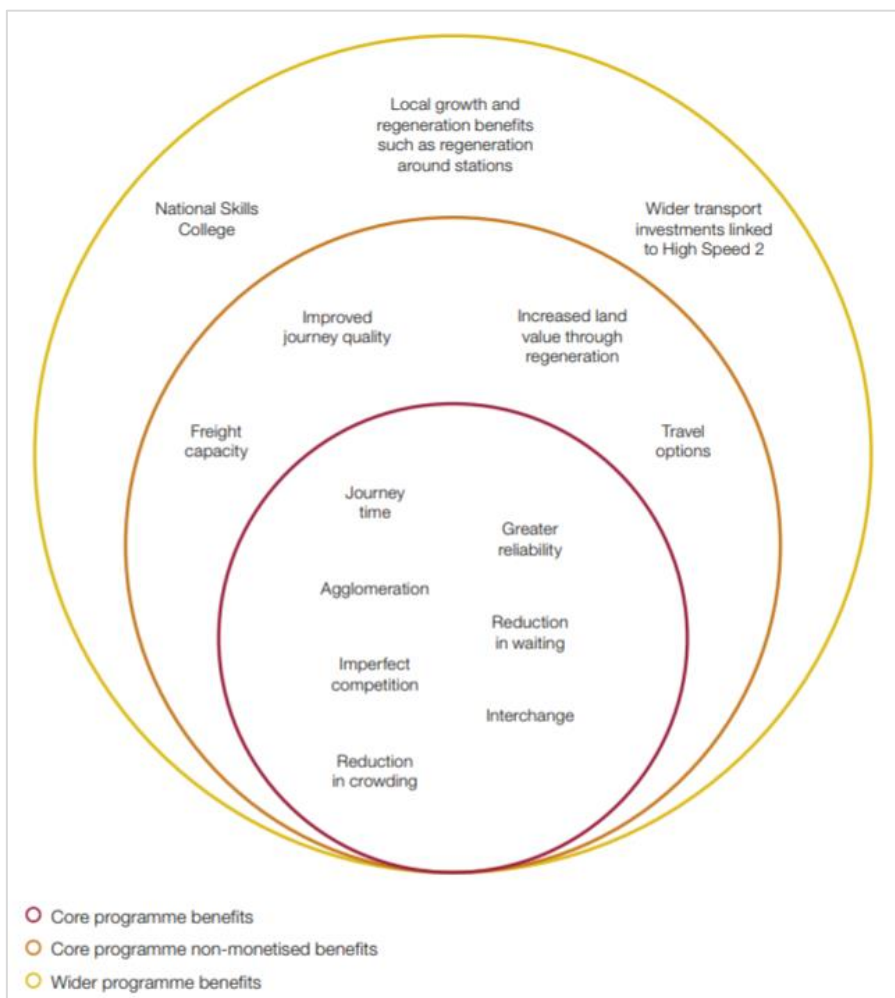 Local growth and
regeneration benefits
such as regeneration
around stations
National Skills
College
Wider transport
investments linked
to High Speed 2
Improved
journey quality
Increased land
value through
regeneration
Freight
capacity
Travel
options
Journey
time
Greater
reliability
Agglomeration
Reduction
in waiting
Imperfect
competition
Interchange
Reduction
in crowding
Core programme benefits
Core programme non-monetised benefits
Wider programme benefits